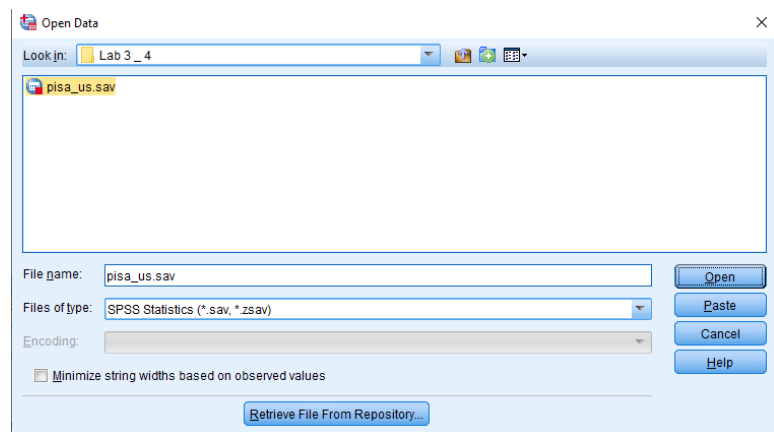 Open Data
Look in: Lab 3 _ 4
pisa_us.sav
File name: pisa_us.sav Open
Files of type: SPSS Statistics (*.sav, *.zsav) Paste
Encoding: Cancel
Minimize string widths based on observed values Help
Retrieve File From Repository...